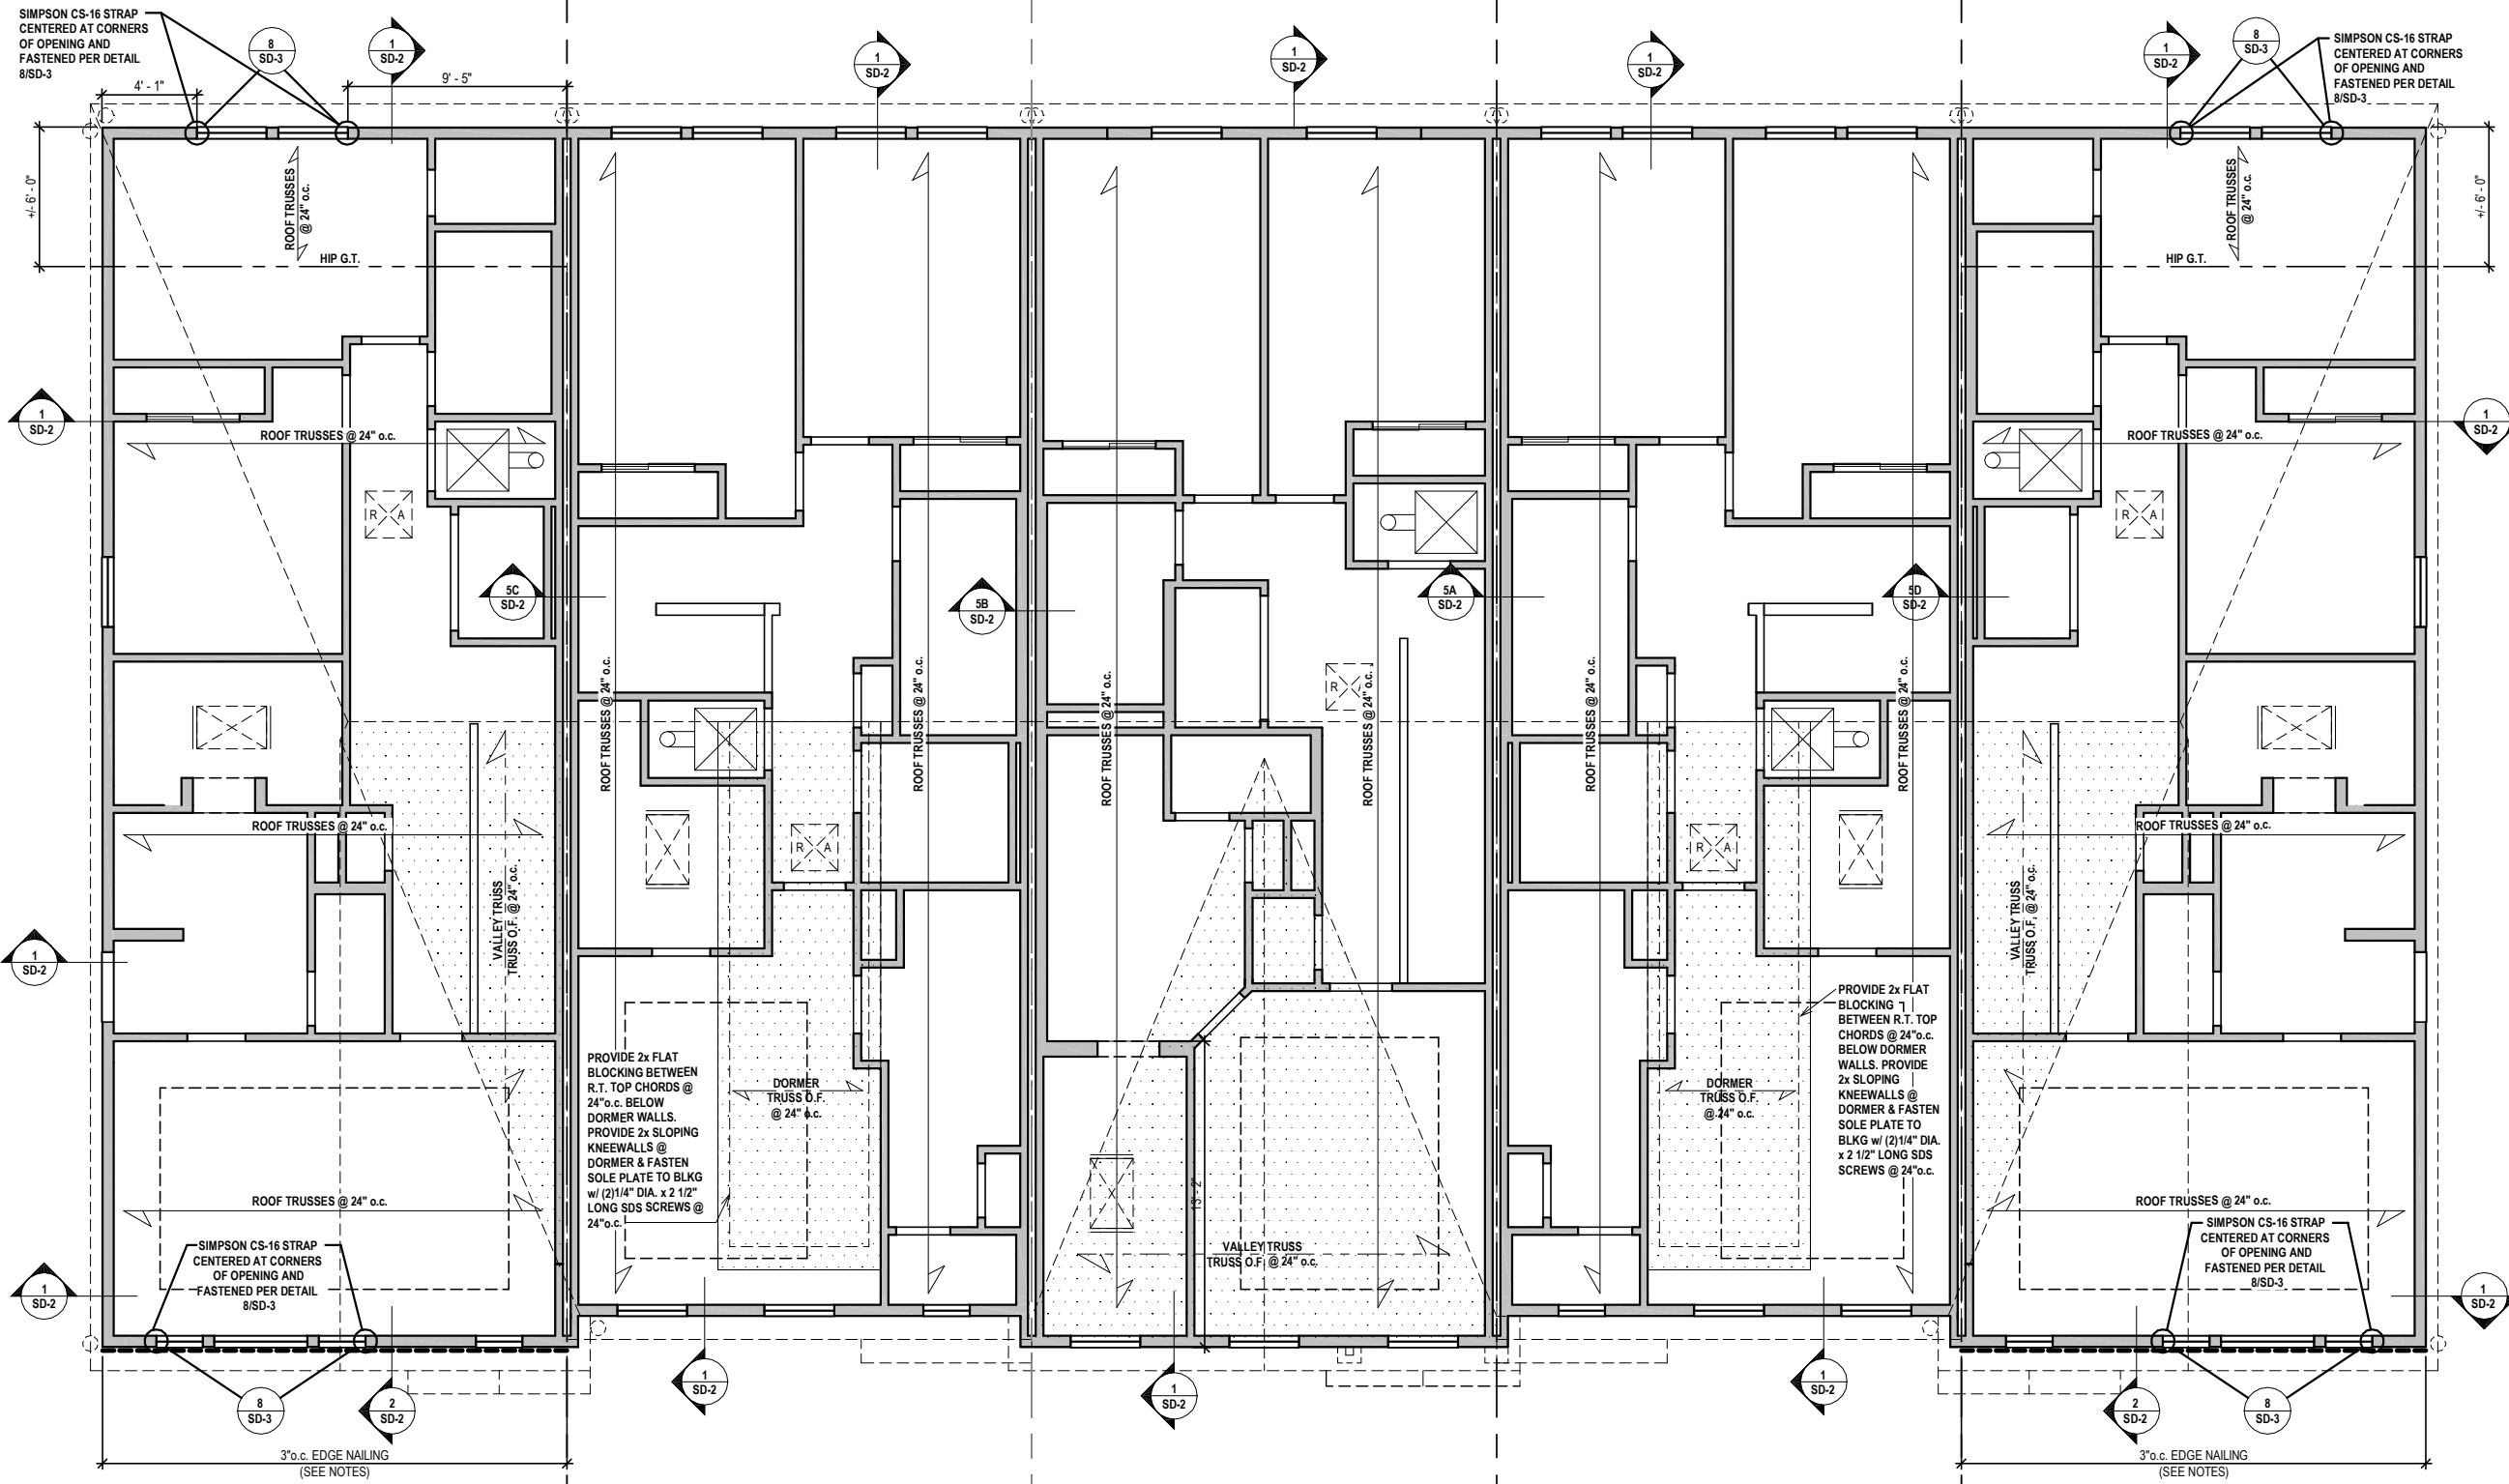 SIMPSON CS-16 STRAP
CENTERED AT CORNERS
OF OPENING AND
FASTENED PER DETAIL
8/SD-3
8
SD-3
1
SD-2
4' - 1"
9' - 5"
1
SD-2
1
SD-2
1
SD-2
1
SD-2
8
SD-3
SIMPSON CS-16 STRAP
CENTERED AT CORNERS
OF OPENING AND
FASTENED PER DETAIL
8/SD-3
+/- 6' - 0"
ROOF TRUSSES
@ 24" o.c.
HIP G.T.
ROOF TRUSSES
@ 24" o.c.
HIP G.T.
+/- 6' - 0"
1
SD-2
ROOF TRUSSES @ 24" o.c.
ROOF TRUSSES @ 24" o.c.
1
SD-2
R A
R A
5C
SD-2
5B
SD-2
5A
SD-2
5D
SD-2
ROOF TRUSSES @ 24" o.c.
ROOF TRUSSES @ 24" o.c.
ROOF TRUSSES @ 24" o.c.
R
ROOF TRUSSES @ 24" o.c.
ROOF TRUSSES @ 24" o.c.
ROOF TRUSSES @ 24" o.c.
ROOF TRUSSES @ 24" o.c.
R A
R A
ROOF TRUSSES @ 24" o.c.
VALLEY TRUSS
TRUSS O.F. @ 24" o.c.
VALLEY TRUSS
TRUSS O.F. @ 24" o.c.
1
SD-2
PROVIDE 2x FLAT
BLOCKING BETWEEN
R.T. TOP CHORDS @
24"o.c. BELOW
DORMER WALLS.
PROVIDE 2x SLOPING
KNEEWALLS @
DORMER & FASTEN
SOLE PLATE TO BLKG
w/ (2)1/4" DIA. x 2 1/2"
LONG SDS SCREWS @
24"o.c.
DORMER
TRUSS O.F.
@ 24" o.c.
DORMER
TRUSS O.F.
@ 24" o.c.
PROVIDE 2x FLAT
BLOCKING
BETWEEN R.T. TOP
CHORDS @ 24"o.c.
BELOW DORMER
WALLS. PROVIDE
2x SLOPING
KNEEWALLS @
DORMER & FASTEN
SOLE PLATE TO
BLKG w/ (2)1/4" DIA.
x 2 1/2" LONG SDS
SCREWS @ 24"o.c.
13' - 2"
ROOF TRUSSES @ 24" o.c.
ROOF TRUSSES @ 24" o.c.
SIMPSON CS-16 STRAP
CENTERED AT CORNERS
OF OPENING AND
FASTENED PER DETAIL
8/SD-3
VALLEY TRUSS
TRUSS O.F. @ 24" o.c.
SIMPSON CS-16 STRAP
CENTERED AT CORNERS
OF OPENING AND
FASTENED PER DETAIL
8/SD-3
1
SD-2
1
SD-2
8
SD-3
2
SD-2
1
SD-2
1
SD-2
1
SD-2
2
SD-2
8
SD-3
3"o.c. EDGE NAILING
(SEE NOTES)
3"o.c. EDGE NAILING
(SEE NOTES)